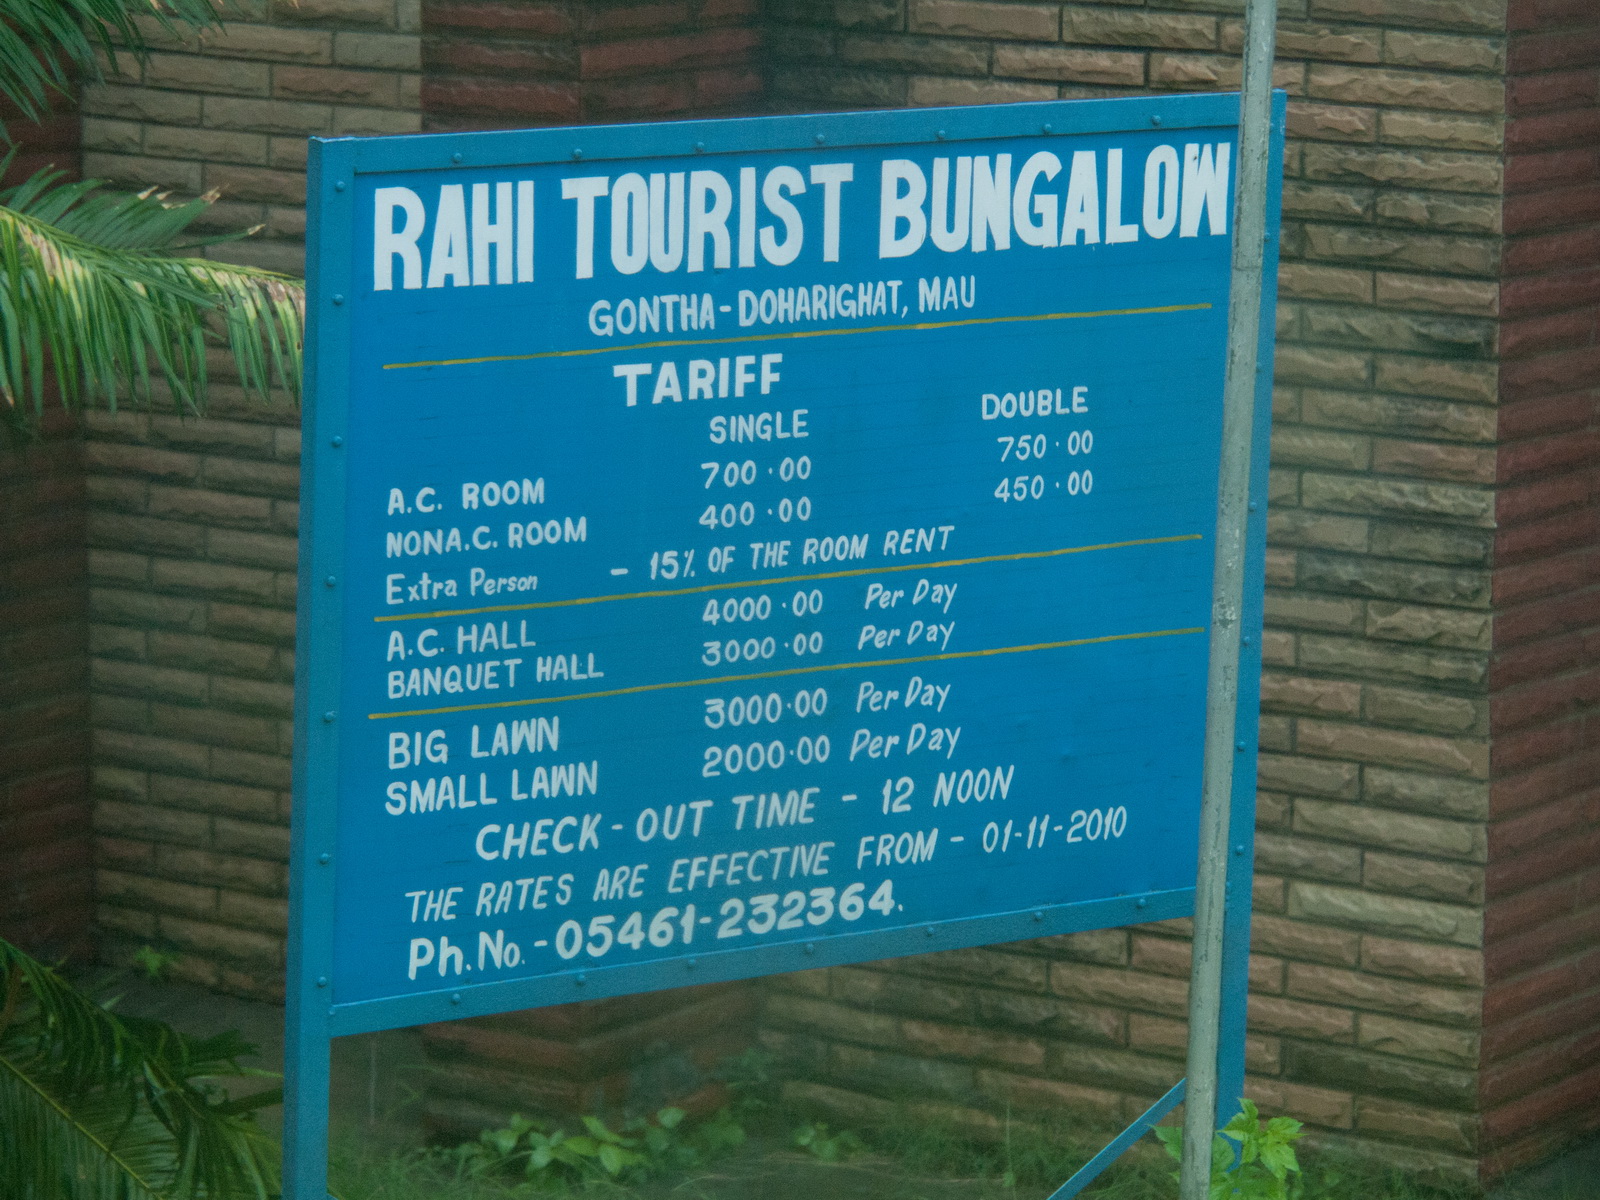 RAHI TOURIST BUNGALOW
GONTHA-DOHARIGHAT, MAU
TARIFF
SINGLE DOUBLE
A.C. ROOM 700.00 750.00
NONA.C. ROOM 400.00 450.00
Extra Person - 15% OF THE ROOM RENT
A.C. HALL 4000.00 Per Day
BANQUET HALL 3000.00 Per Day
BIG LAWN 3000.00 Per Day
SMALL LAWN 2000.00 Per Day
CHECK-OUT TIME - 12 NOON
THE RATES ARE EFFECTIVE FROM - 01-11-2010
Ph.No.-05461-232364.